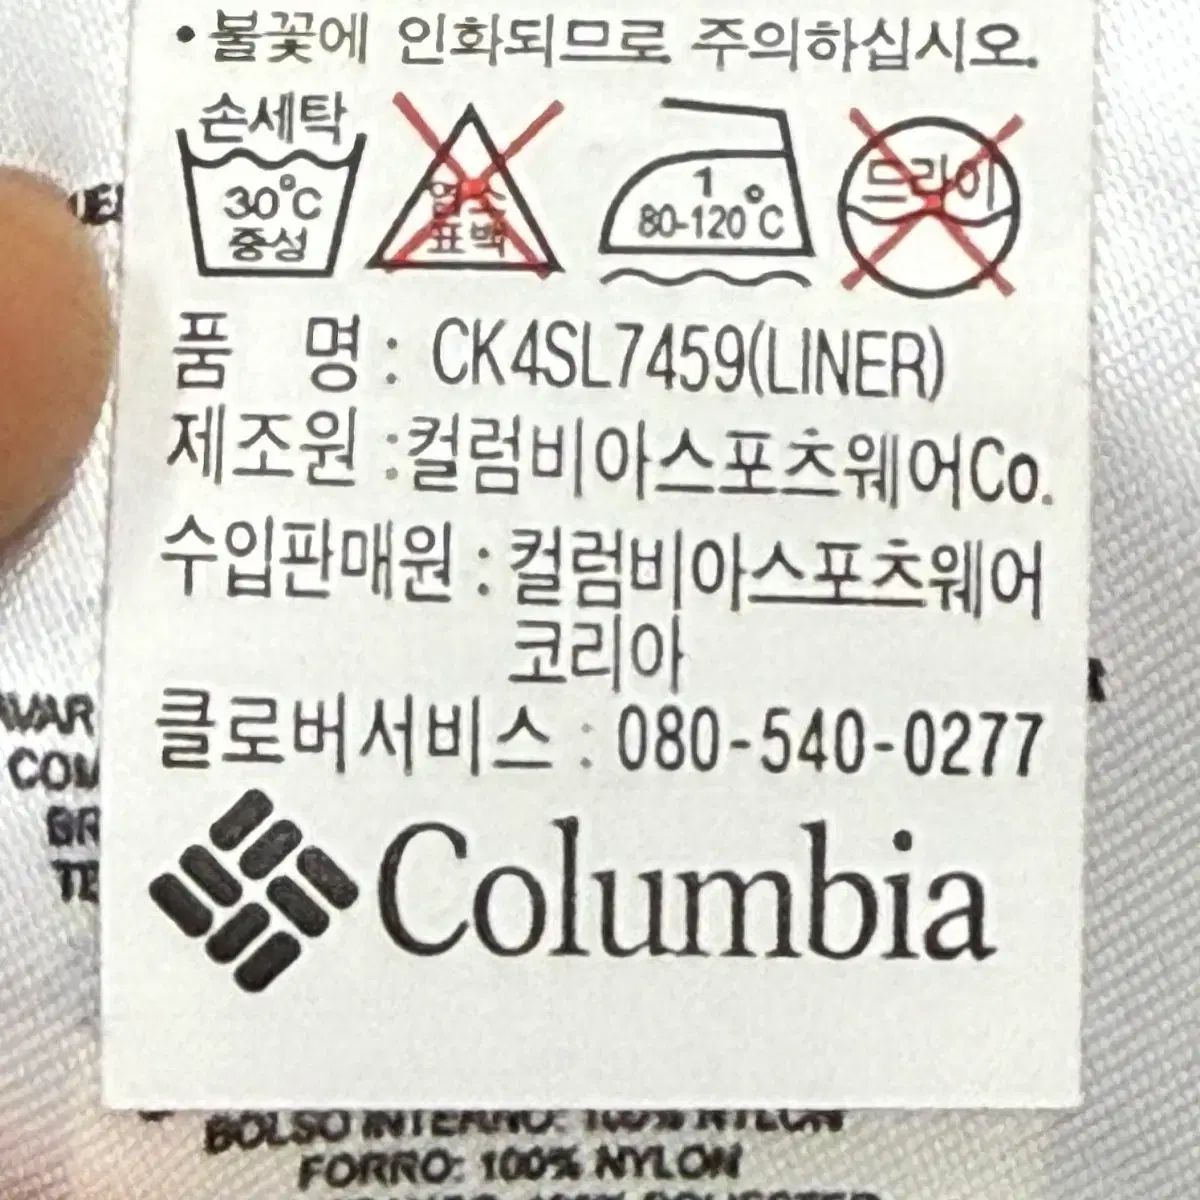 • 불꽃에 인화되므로 주의하십시오.
손세탁
30°C
중성
염소
표백
1
80-120°C
드라이
품 명 : CK4SL7459(LINER)
제조원 :컬럼비아스포츠웨어Co.
수입판매원 : 컬럼비아스포츠웨어
코리아
클로버서비스 : 080-540-0277
Columbia
BOLSO INTERNO: 100% NYLON
FORRO: 100% NYLON